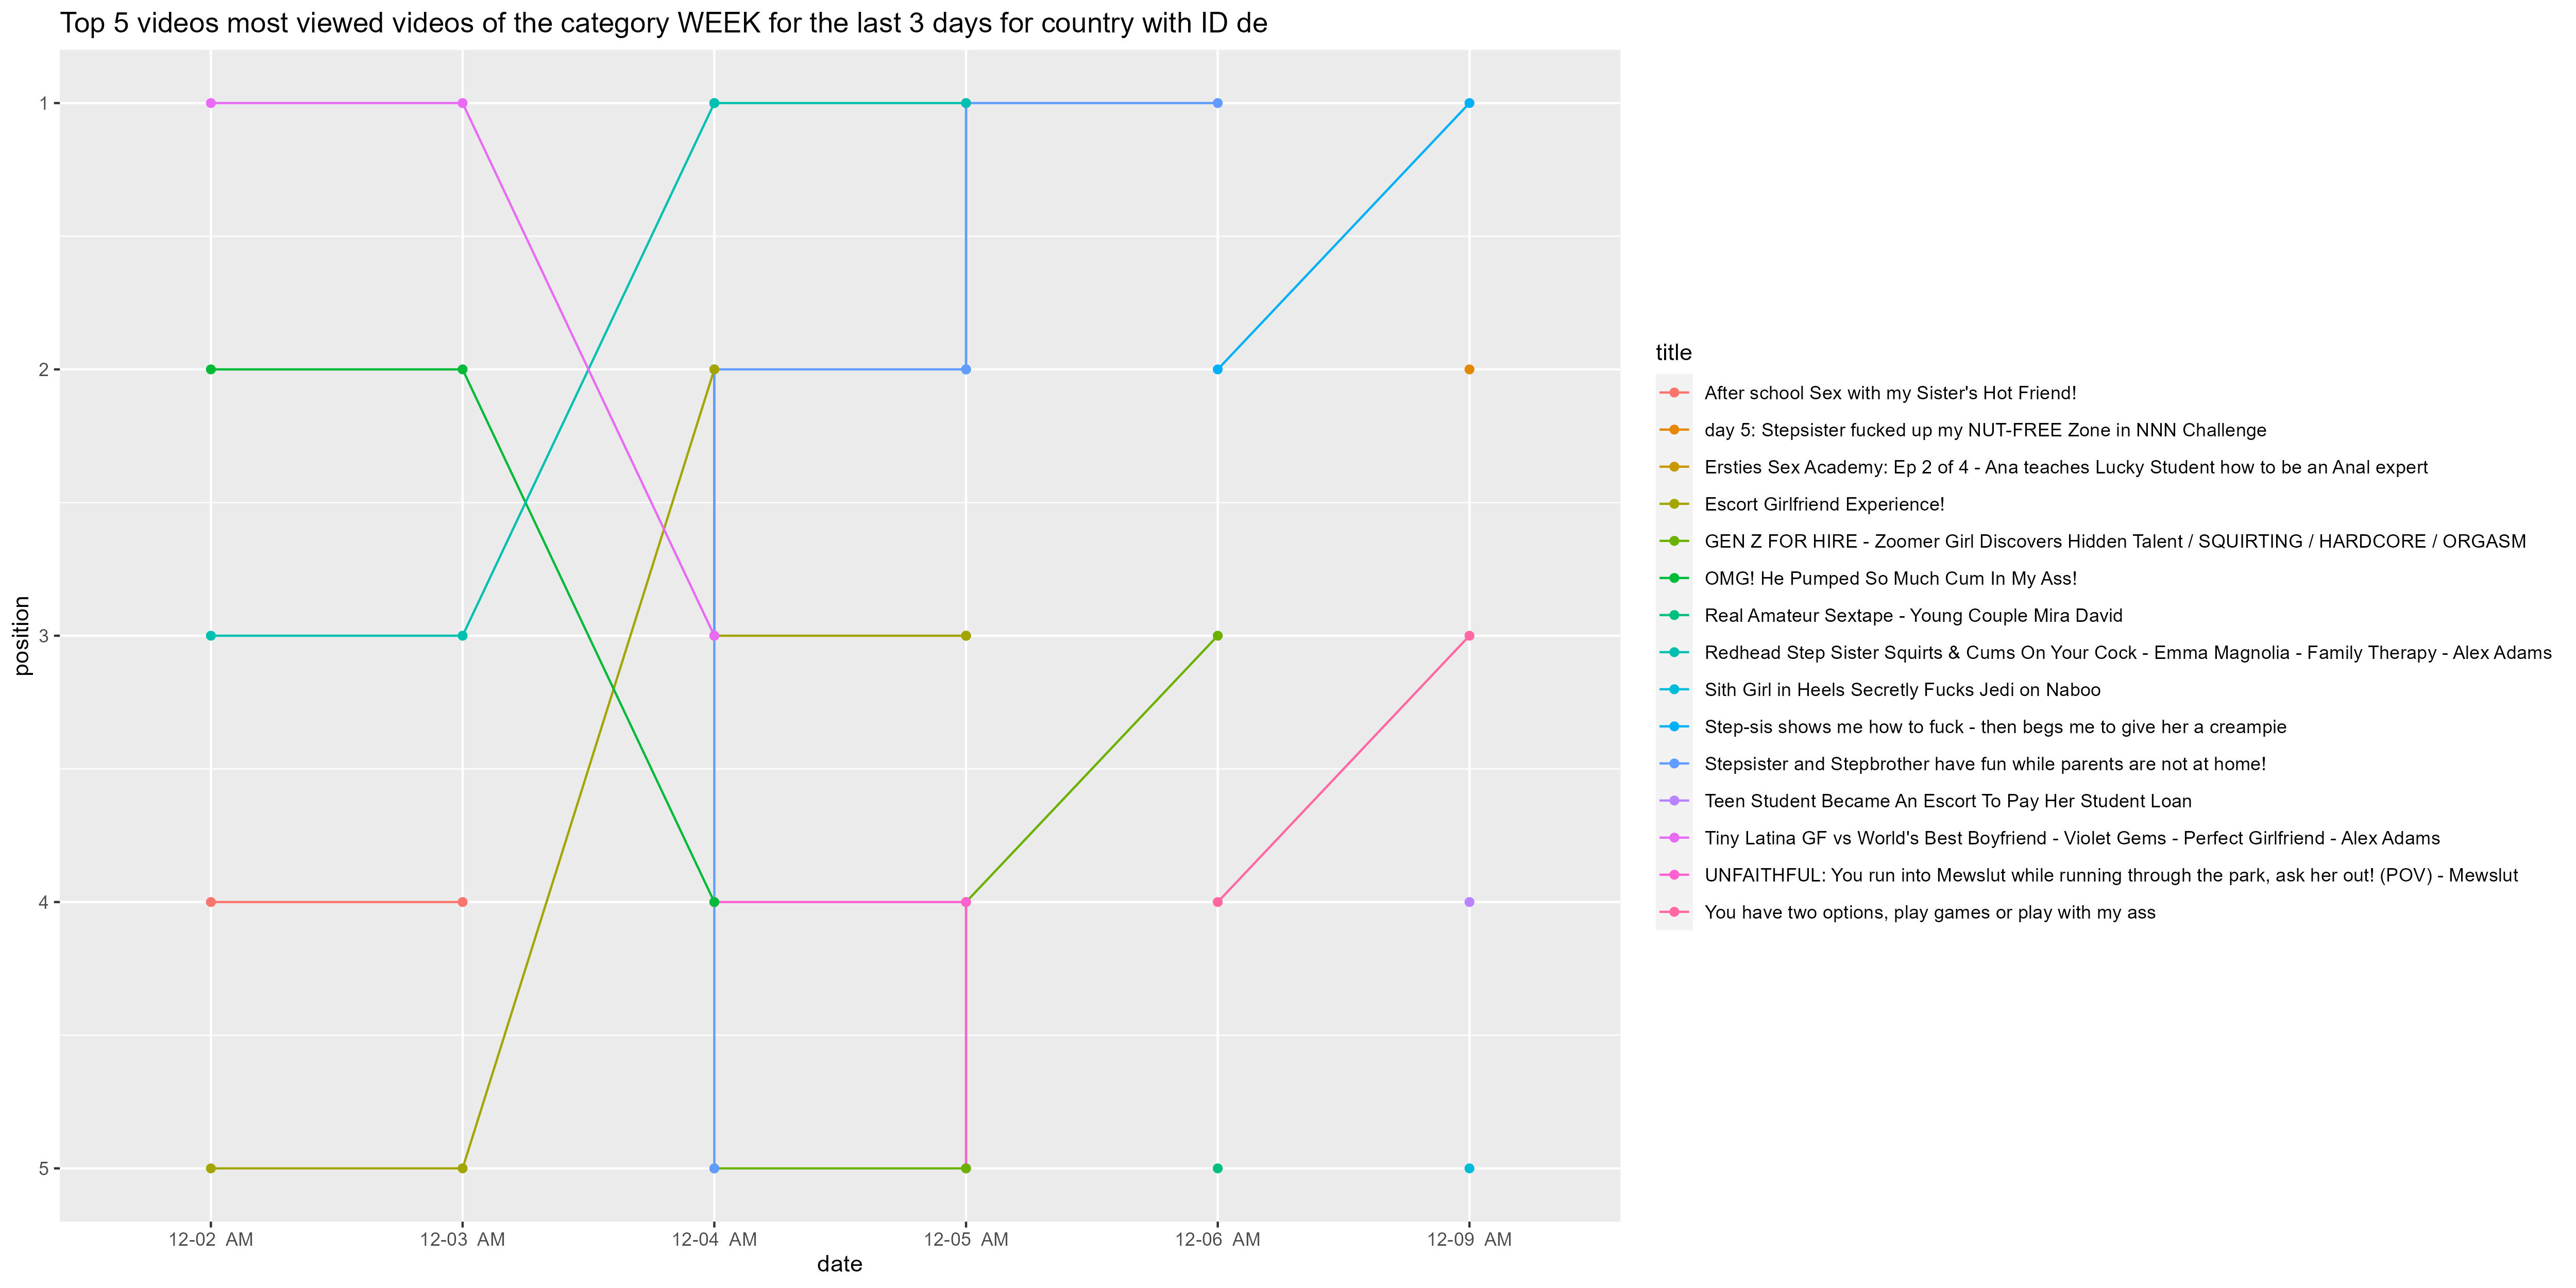 Top 5 videos most viewed videos of the category WEEK for the last 3 days for country with ID de
position
1
2
3
4
5
12-02 AM
12-03 AM
12-04 AM
12-05 AM
12-06 AM
12-09 AM
date
title
After school Sex with my Sister's Hot Friend!
day 5: Stepsister fucked up my NUT-FREE Zone in NNN Challenge
Ersties Sex Academy: Ep 2 of 4 - Ana teaches Lucky Student how to be an Anal expert
Escort Girlfriend Experience!
GEN Z FOR HIRE - Zoomer Girl Discovers Hidden Talent / SQUIRTING / HARDCORE / ORGASM
OMG! He Pumped So Much Cum In My Ass!
Real Amateur Sextape - Young Couple Mira David
Redhead Step Sister Squirts & Cums On Your Cock - Emma Magnolia - Family Therapy - Alex Adams
Sith Girl in Heels Secretly Fucks Jedi on Naboo
Step-sis shows me how to fuck - then begs me to give her a creampie
Stepsister and Stepbrother have fun while parents are not at home!
Teen Student Became An Escort To Pay Her Student Loan
Tiny Latina GF vs World's Best Boyfriend - Violet Gems - Perfect Girlfriend - Alex Adams
UNFAITHFUL: You run into Mewslut while running through the park, ask her out! (POV) - Mewslut
You have two options, play games or play with my ass